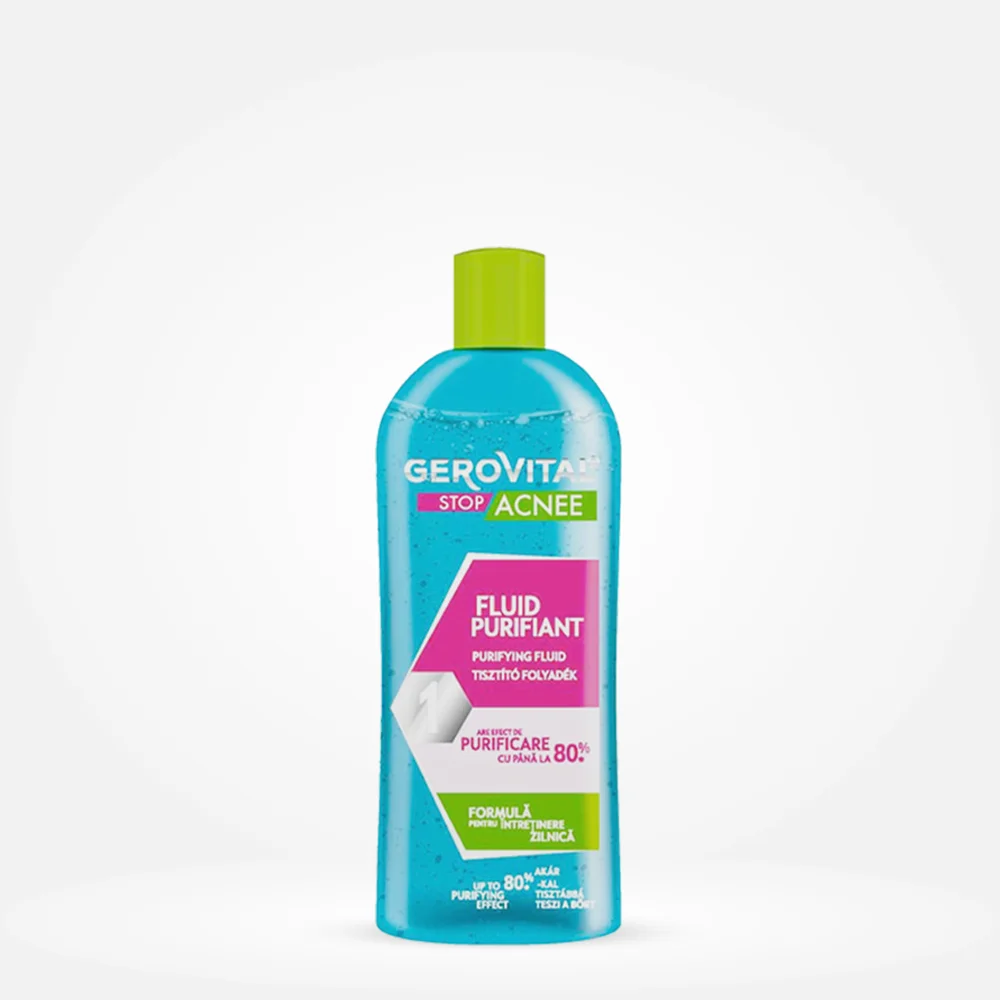 GEROVITAL
STOP ACNEE
FLUID
PURIFIANT
PURIFYING FLUID
TISZTÍTÓ FOLYADÉK
1
ARE EFECT DE
PURIFICARE
CU PÂNĂ LA 80%
FORMULĂ
PENTRU ÎNTREȚINERE
ZILNICĂ
UP TO 80%
PURIFYING
EFFECT
AKÁR
-KAL
TISZTÁBBÁ
TESZI A BŐRT